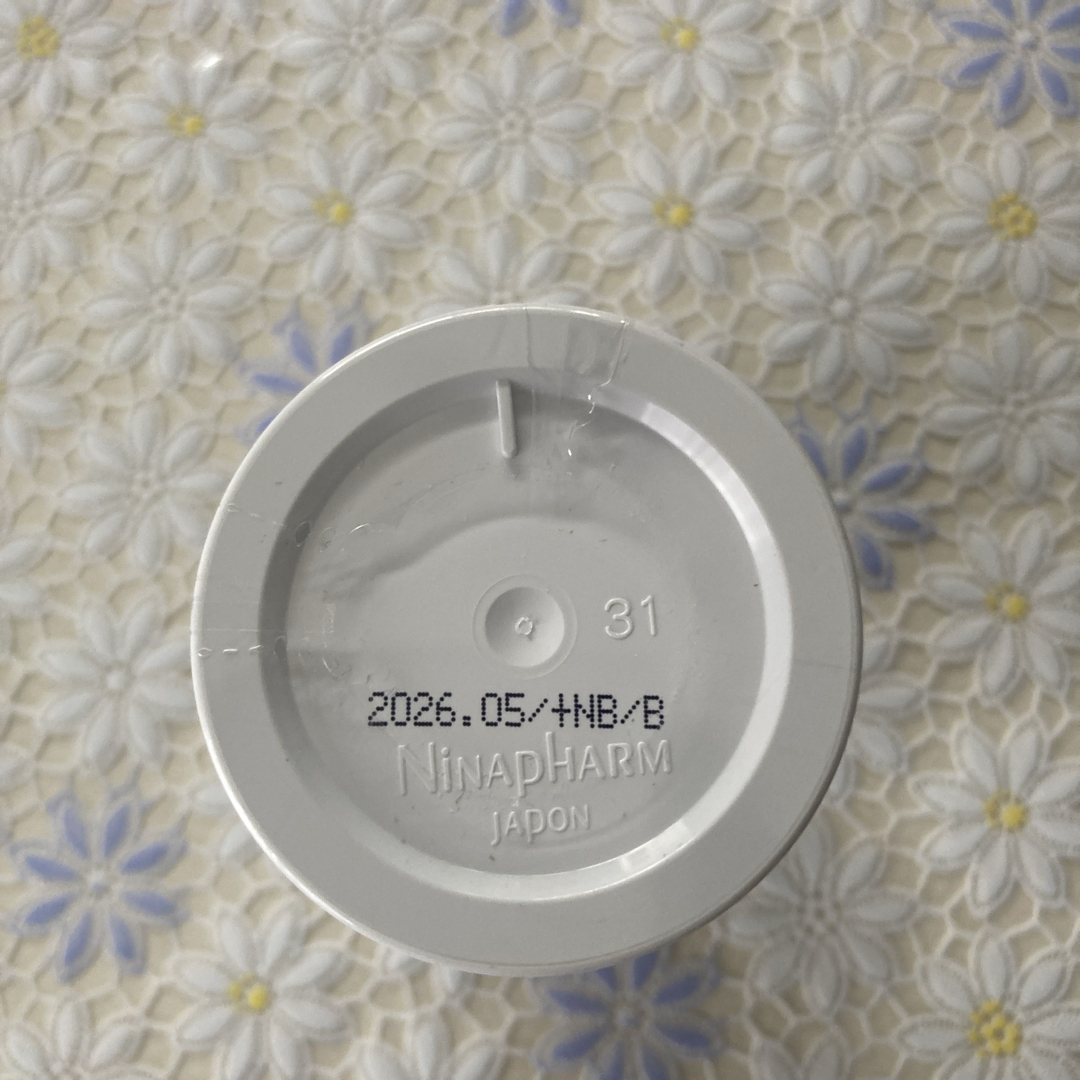 31
2026.05/+NB/B
NINAPHARM
JAPON